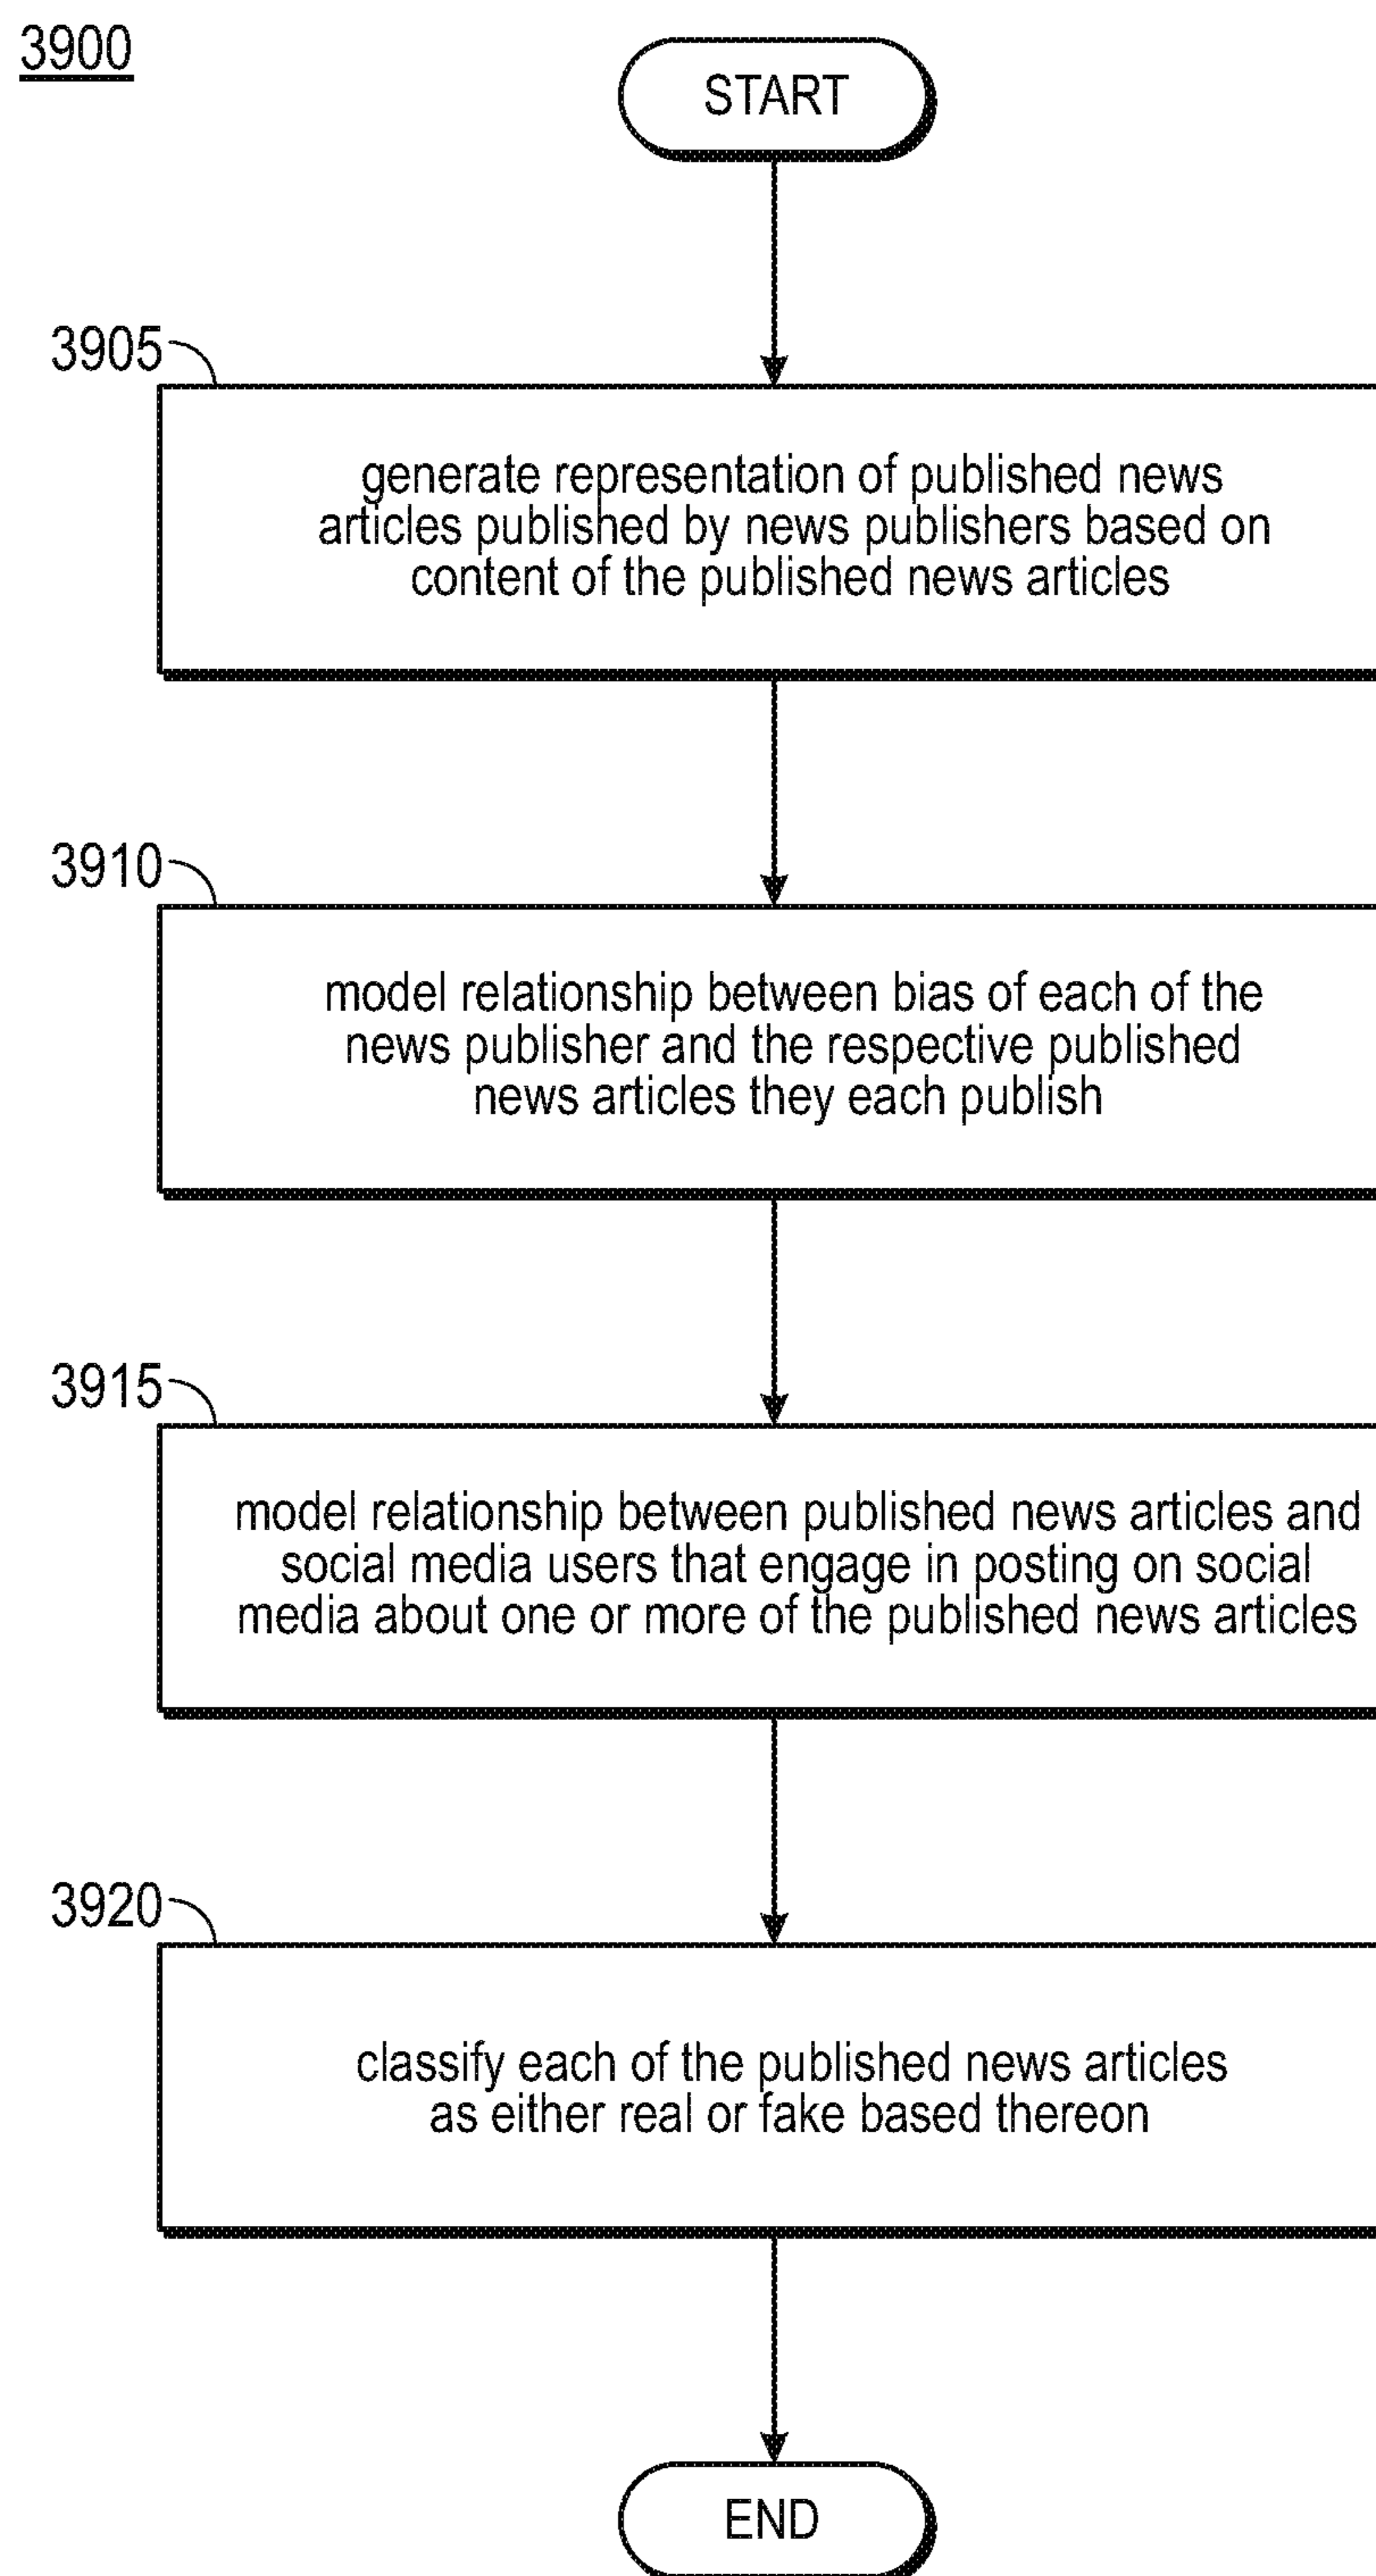 3900
START
3905
generate representation of published news
articles published by news publishers based on
content of the published news articles
3910
model relationship between bias of each of the
news publisher and the respective published
news articles they each publish
3915
model relationship between published news articles and
social media users that engage in posting on social
media about one or more of the published news articles
3920
classify each of the published news articles
as either real or fake based thereon
END